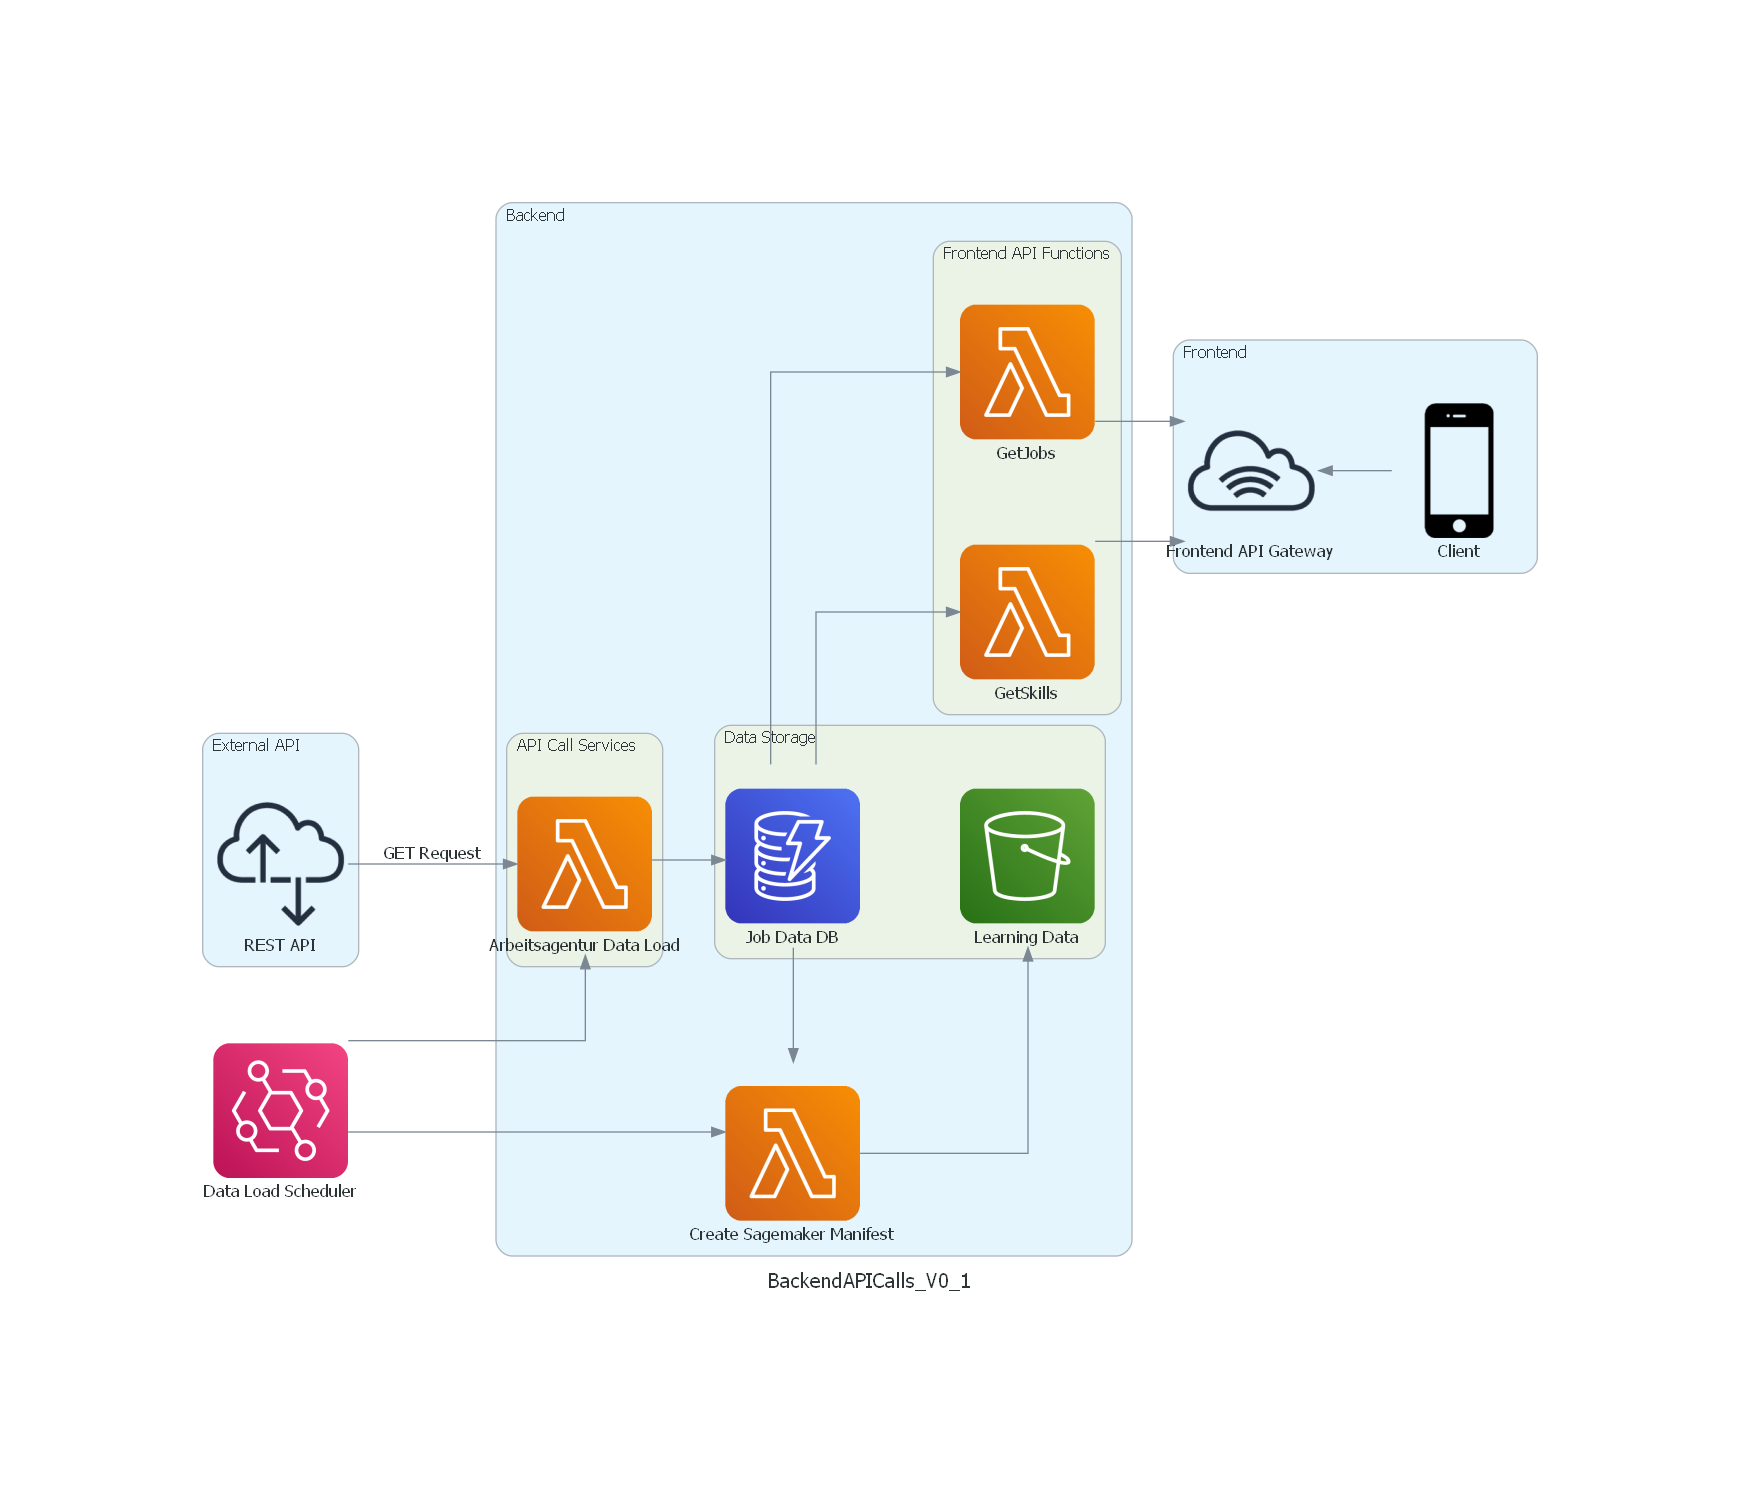 Backend
Frontend API Functions
GetJobs
Frontend
Frontend API Gateway
Client
GetSkills
External API
REST API
GET Request
API Call Services
Arbeitsagentur Data Load
Data Storage
Job Data DB
Learning Data
Data Load Scheduler
Create Sagemaker Manifest
BackendAPICalls_V0_1